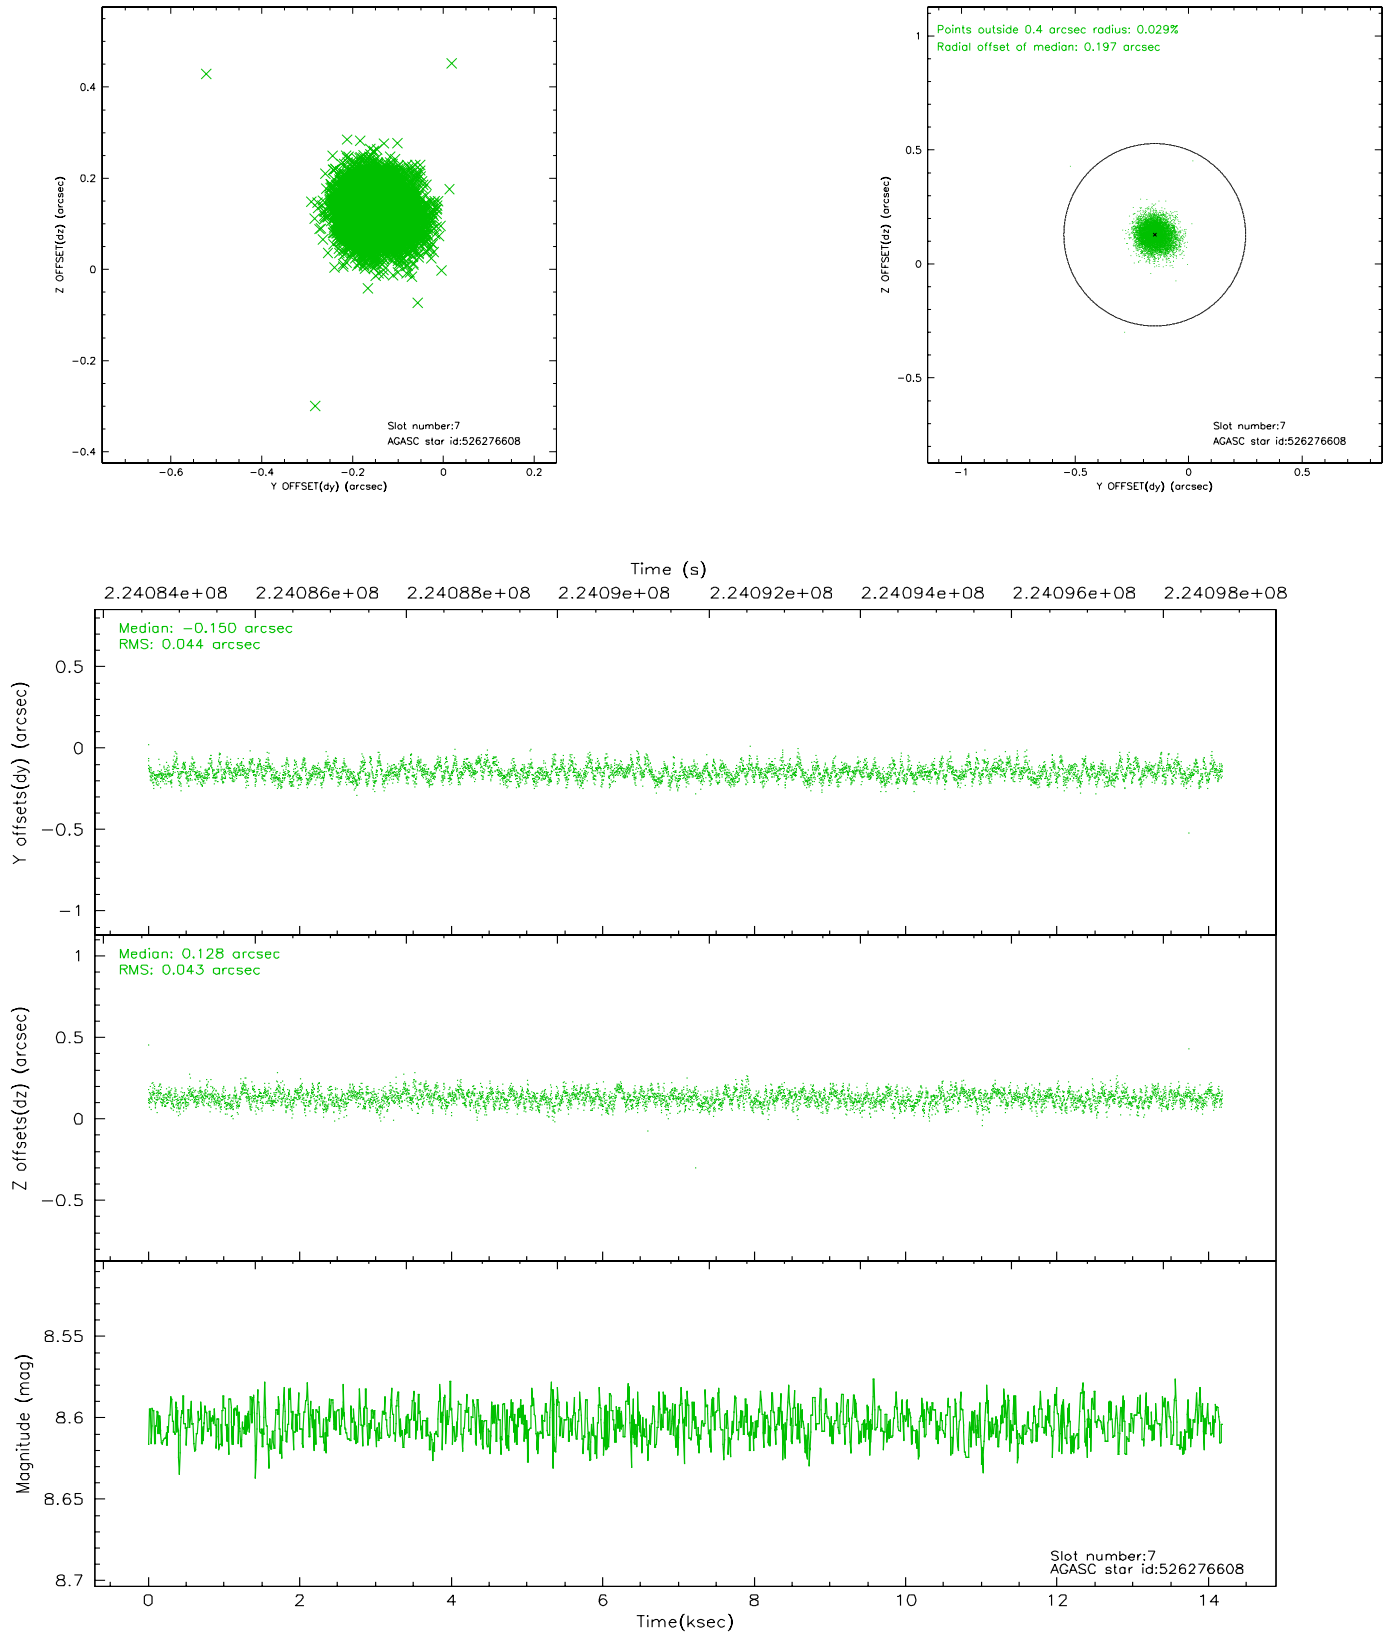 0.4
0.2
0
−0.2
−0.4
Z OFFSET(dz) (arcsec)
Slot number:7
AGASC star id:526276608
−0.6 −0.4 −0.2 0 0.2
Y OFFSET(dy) (arcsec)
Points outside 0.4 arcsec radius: 0.029%
Radial offset of median: 0.197 arcsec
1
0.5
0
−0.5
Z OFFSET(dz) (arcsec)
Slot number:7
AGASC star id:526276608
−1 −0.5 0 0.5
Y OFFSET(dy) (arcsec)
Time (s)
2.24084e+08 2.24086e+08 2.24088e+08 2.2409e+08 2.24092e+08 2.24094e+08 2.24096e+08 2.24098e+08
Median: −0.150 arcsec
RMS: 0.044 arcsec
0.5
0
−0.5
−1
Y offsets(dy) (arcsec)
Median: 0.128 arcsec
RMS: 0.043 arcsec
1
0.5
0
−0.5
Z offsets(dz) (arcsec)
8.55
8.6
8.65
8.7
Magnitude (mag)
Slot number:7
AGASC star id:526276608
0 2 4 6 8 10 12 14
Time(ksec)